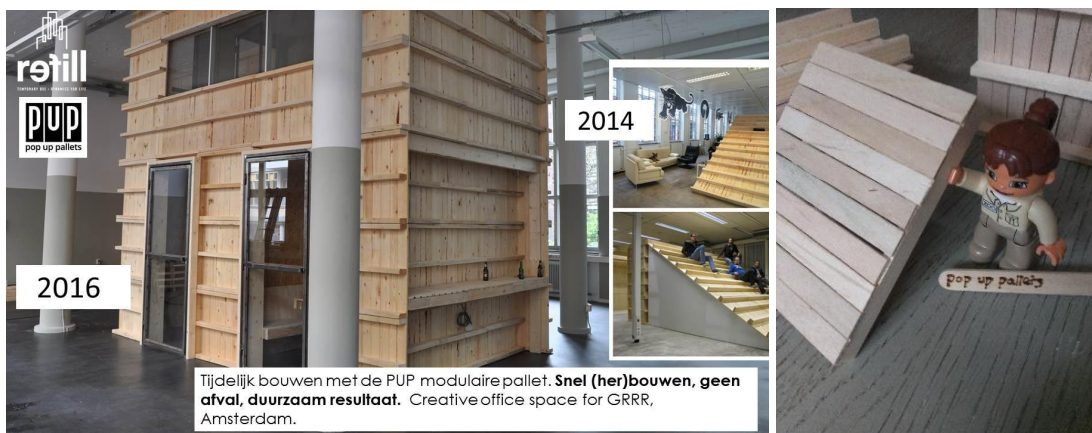 refill
TEMPORARY USE - DYNAMICS FOR LIFE
PUP
pop up pallets
2014
2016
Tijdelijk bouwen met de PUP modulaire pallet. Snel (her)bouwen, geen
afval, duurzaam resultaat. Creative office space for GRRR,
Amsterdam.
pop up pallets